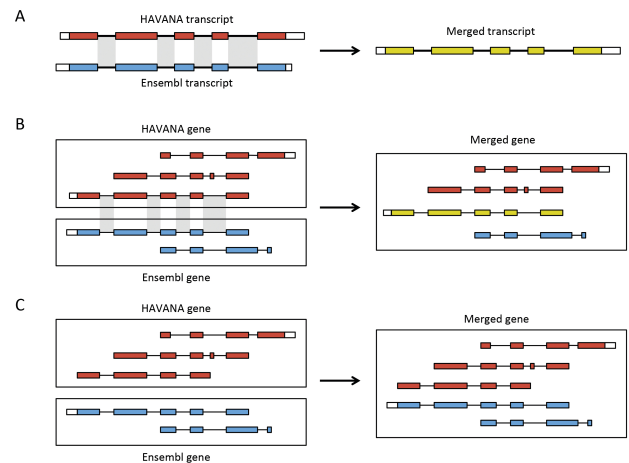 A
HAVANA transcript
Merged transcript
Ensembl transcript
B
HAVANA gene
Merged gene
Ensembl gene
C
HAVANA gene
Merged gene
Ensembl gene